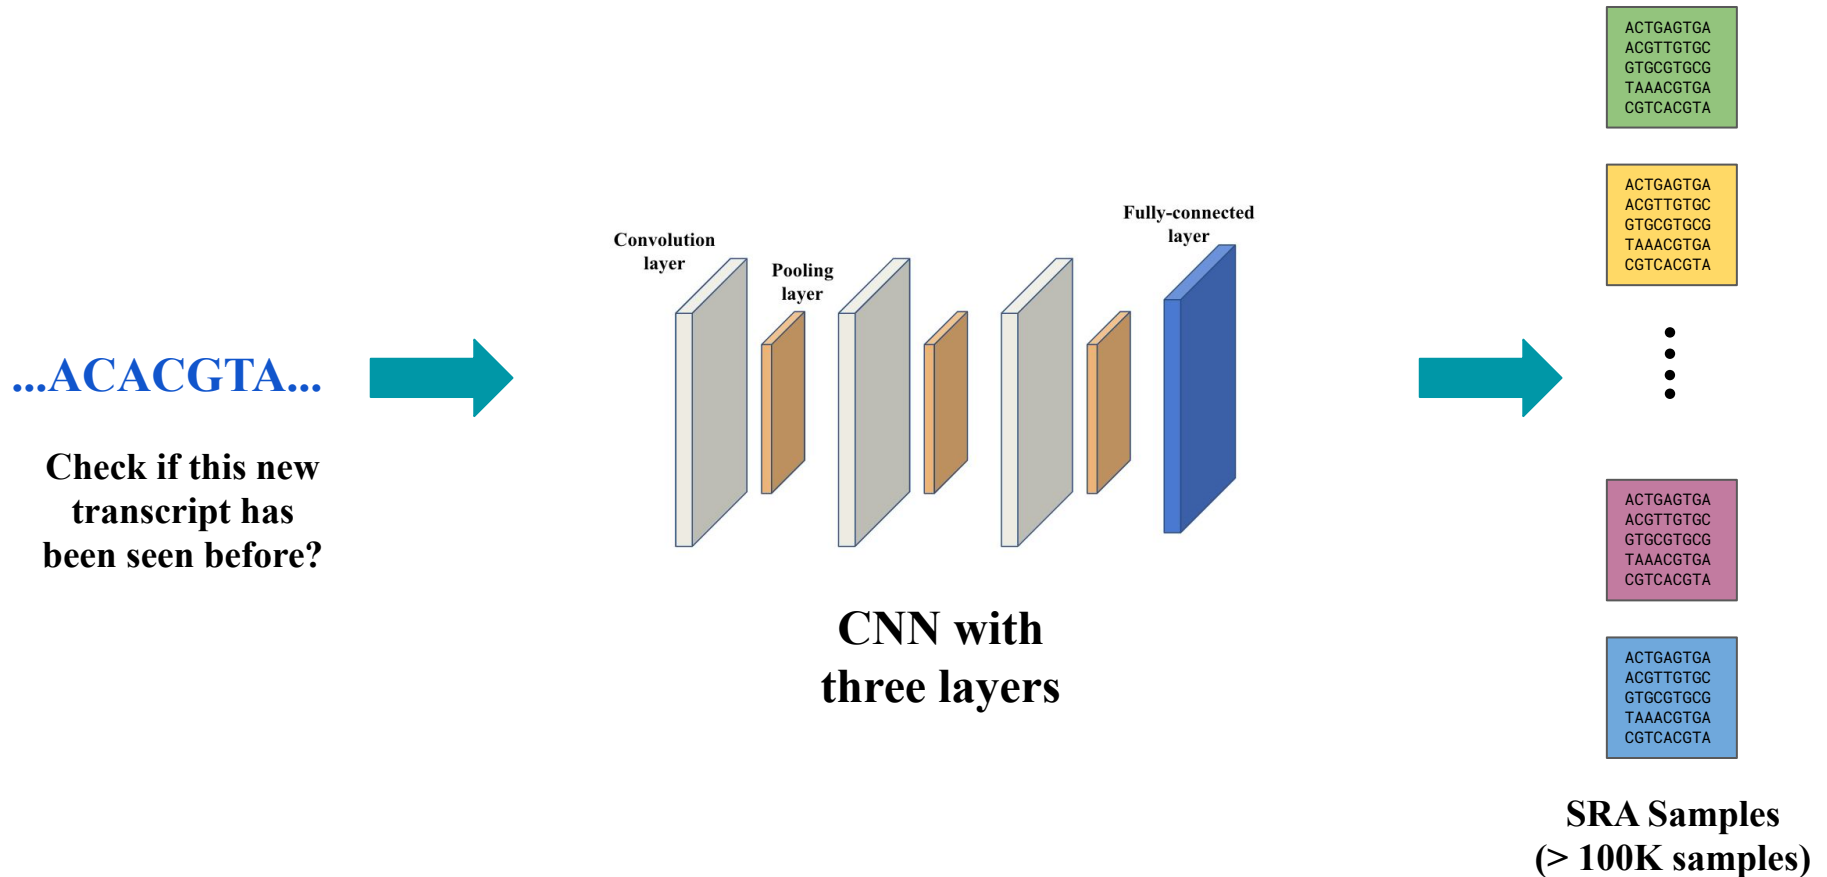 ...ACACGTA...
Check if this new
transcript has
been seen before?
Convolution
layer
Pooling
layer
Fully-connected
layer
CNN with
three layers
ACTGAGTGA
ACGTTGTGC
GTGCGTGCG
TAAACGTGA
CGTCACGTA
ACTGAGTGA
ACGTTGTGC
GTGCGTGCG
TAAACGTGA
CGTCACGTA
ACTGAGTGA
ACGTTGTGC
GTGCGTGCG
TAAACGTGA
CGTCACGTA
ACTGAGTGA
ACGTTGTGC
GTGCGTGCG
TAAACGTGA
CGTCACGTA
SRA Samples
(> 100K samples)